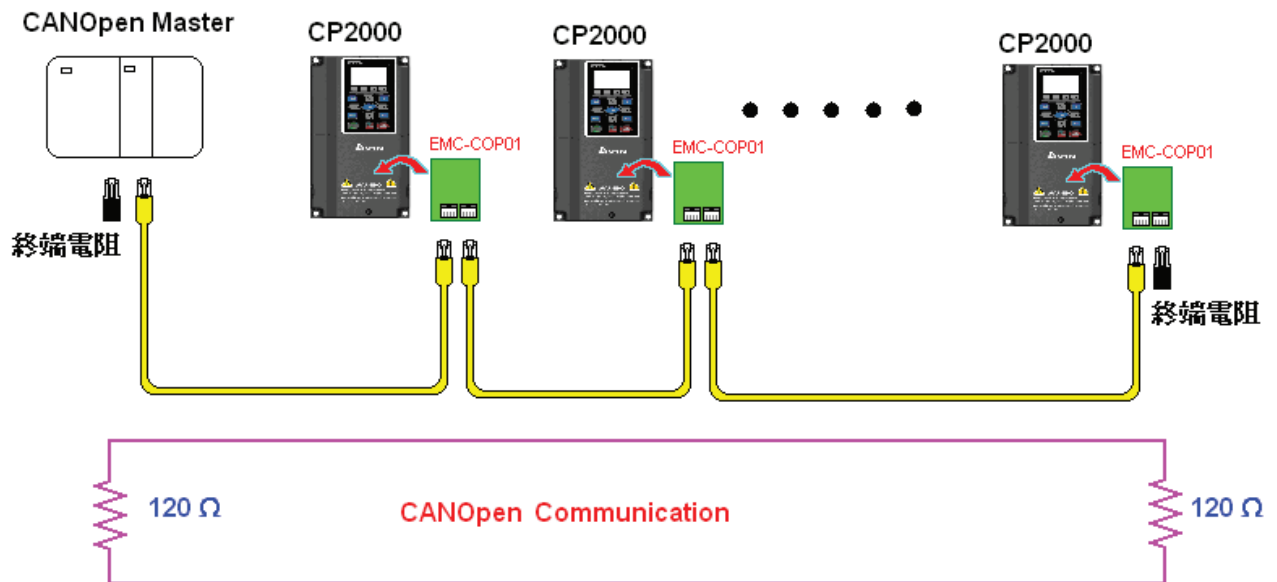 CANOpen Master
CP2000
CP2000
CP2000
EMC-COP01
EMC-COP01
EMC-COP01
終端電阻
終端電阻
120 Ω
CANOpen Communication
120 Ω